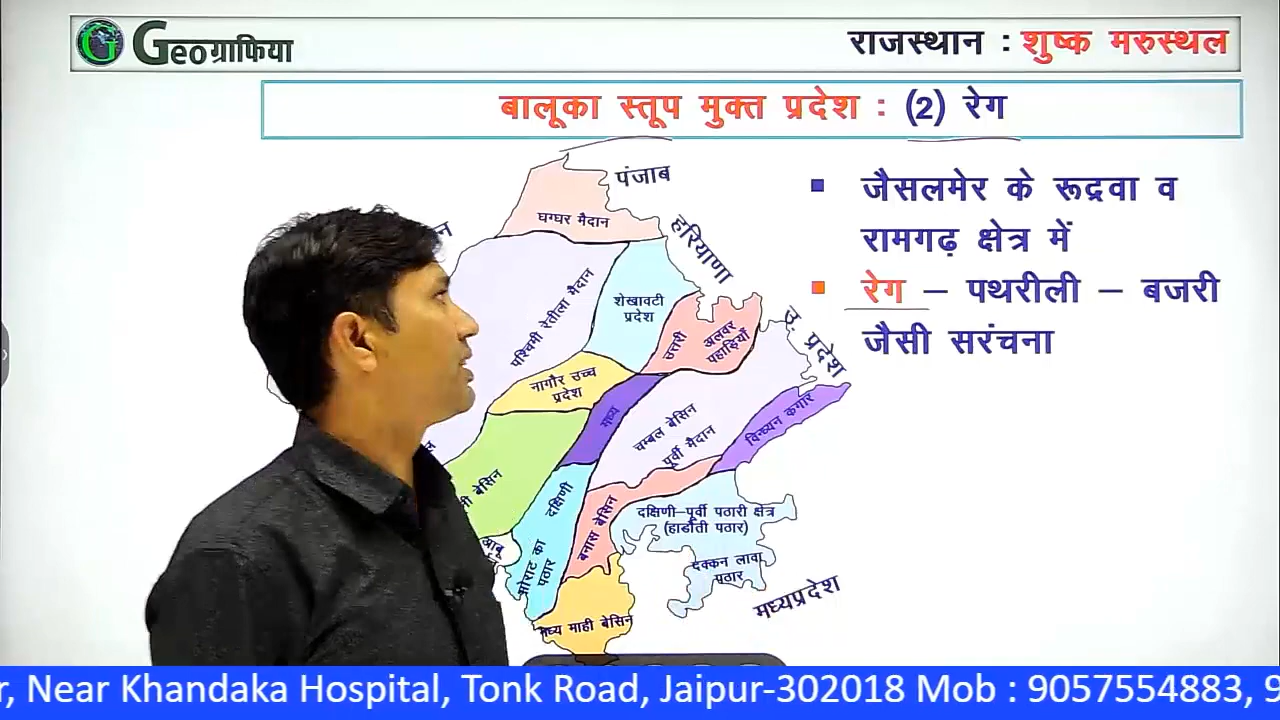 Geoग्राफिया
राजस्थान : शुष्क मरुस्थल
बालूका स्तूप मुक्त प्रदेश : (2) रेग
जैसलमेर के रूद्रवा व
रामगढ़ क्षेत्र में
रेग – पथरीली – बजरी
जैसी सरंचना
पंजाब
हरियाणा
उ. प्रदेश
मध्यप्रदेश
घग्घर मैदान
पश्चिमी रेतीला मैदान
शेखावटी
प्रदेश
उत्तरी
अलवर
पहाड़ियाँ
नागौर उच्च
प्रदेश
मध्य
चम्बल बेसिन
पूर्वी मैदान
विन्ध्यन कगार
बेसिन
दक्षिणी
बनास बेसिन
दक्षिणी–पूर्वी पठारी क्षेत्र
(हाडौती पठार)
दक्कन लावा
पठार
आबू
भोराट का
पठार
मध्य माही बेसिन
Near Khandaka Hospital, Tonk Road, Jaipur-302018 Mob : 9057554883,